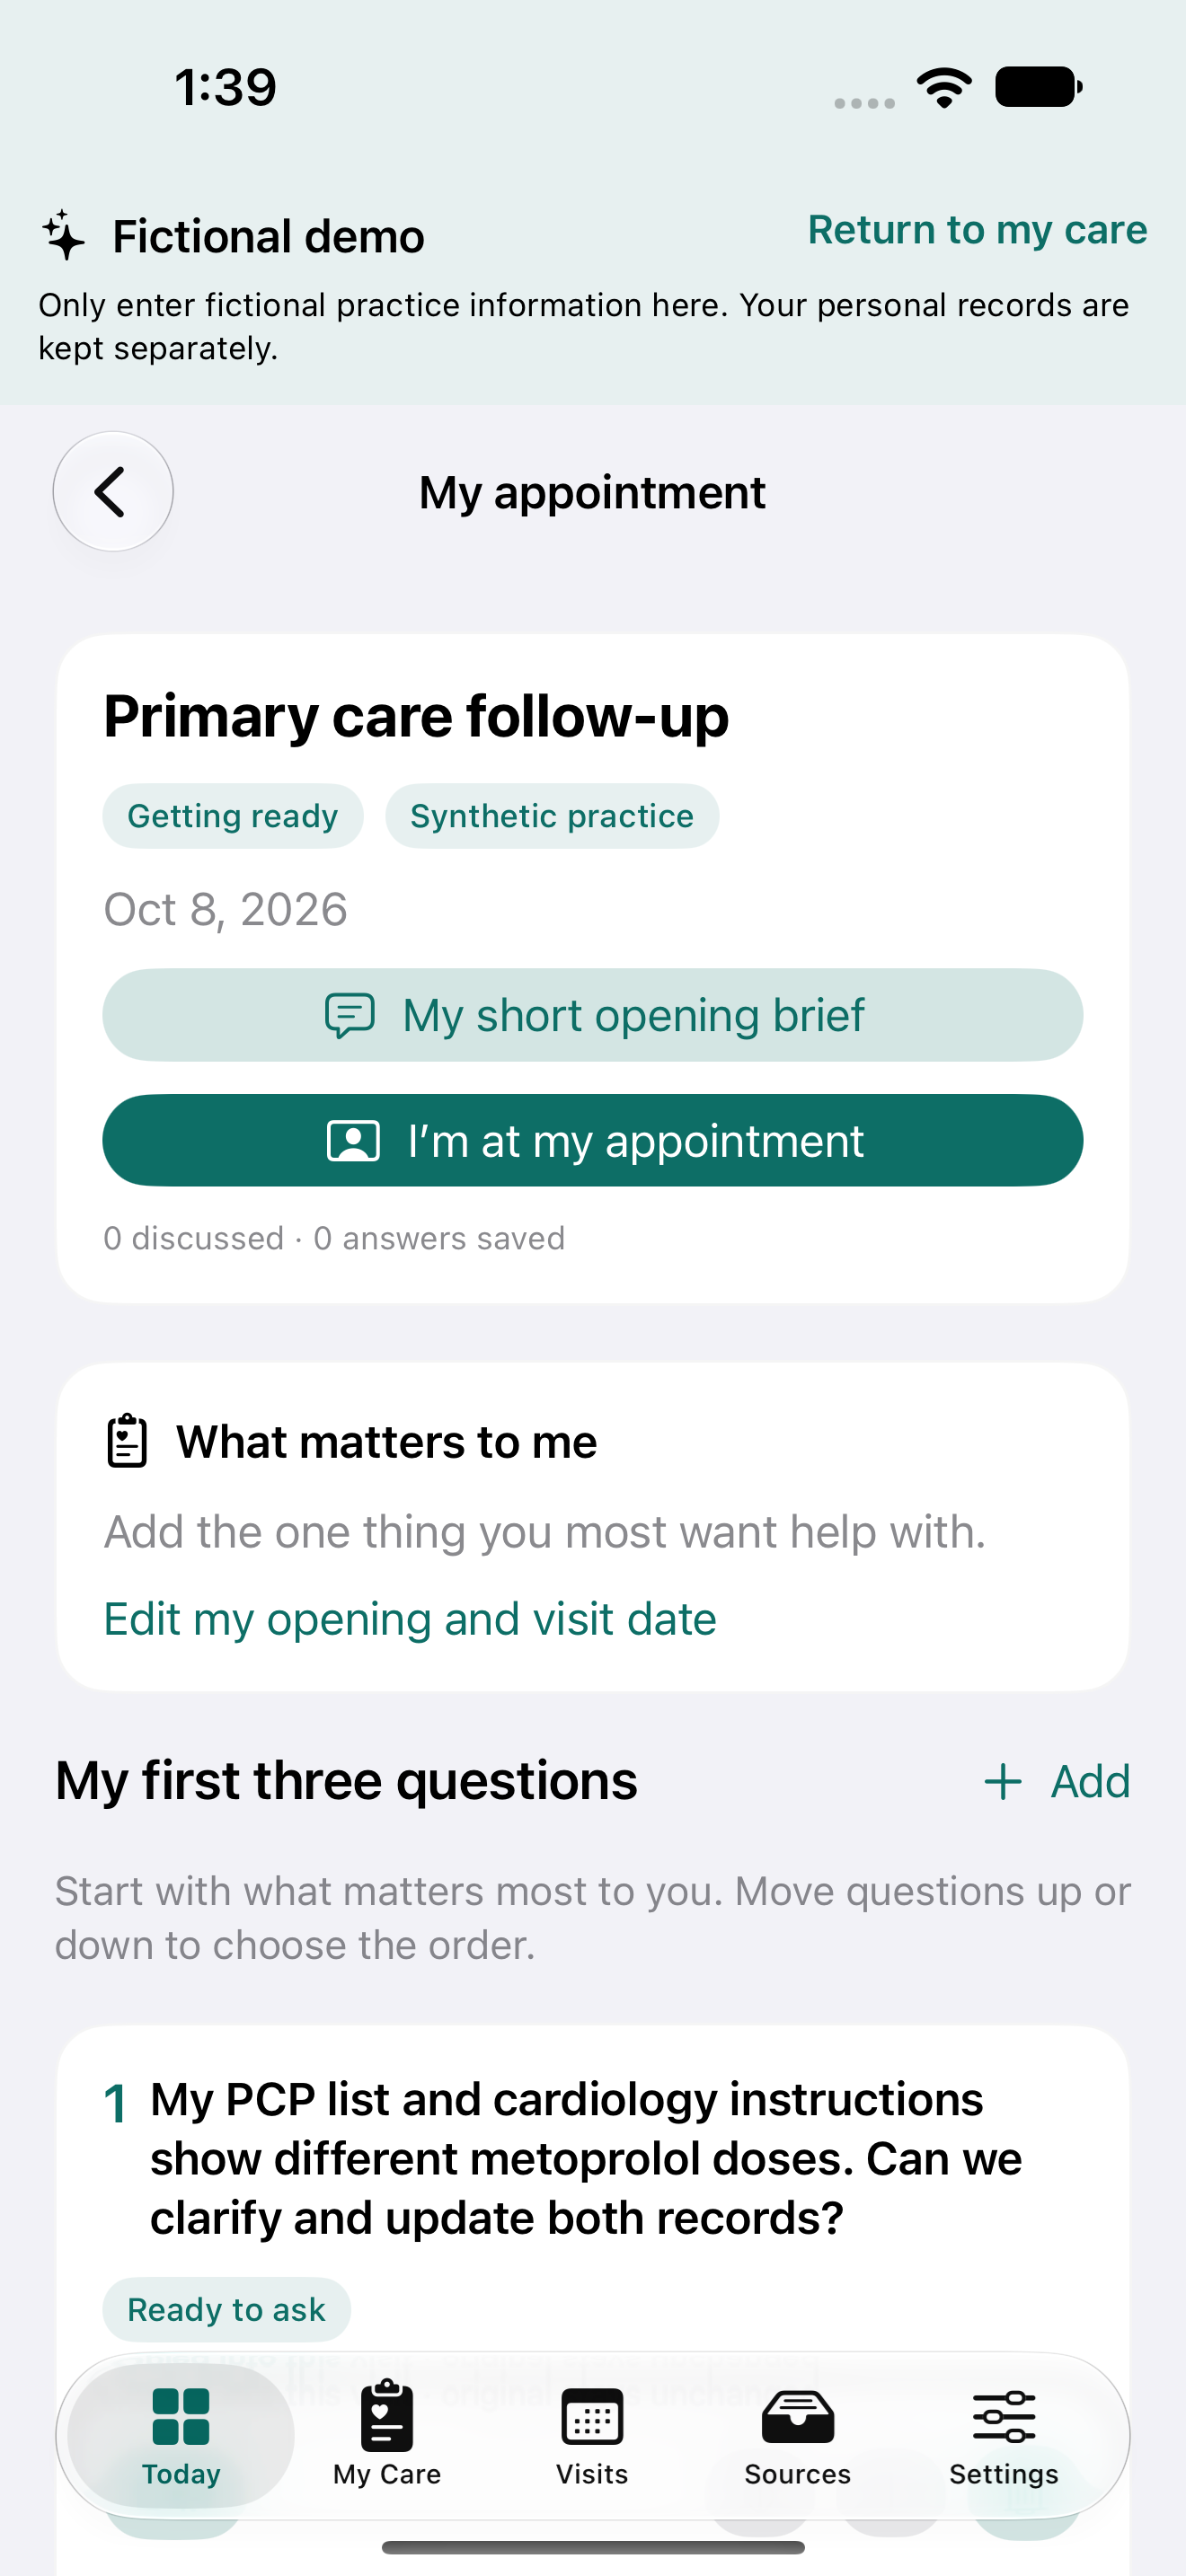 1:39
Fictional demo
Return to my care
Only enter fictional practice information here. Your personal records are
kept separately.
My appointment
Primary care follow-up
Getting ready
Synthetic practice
Oct 8, 2026
My short opening brief
I’m at my appointment
0 discussed · 0 answers saved
What matters to me
Add the one thing you most want help with.
Edit my opening and visit date
My first three questions
+ Add
Start with what matters most to you. Move questions up or
down to choose the order.
1 My PCP list and cardiology instructions
show different metoprolol doses. Can we
clarify and update both records?
Ready to ask
Today
My Care
Visits
Sources
Settings